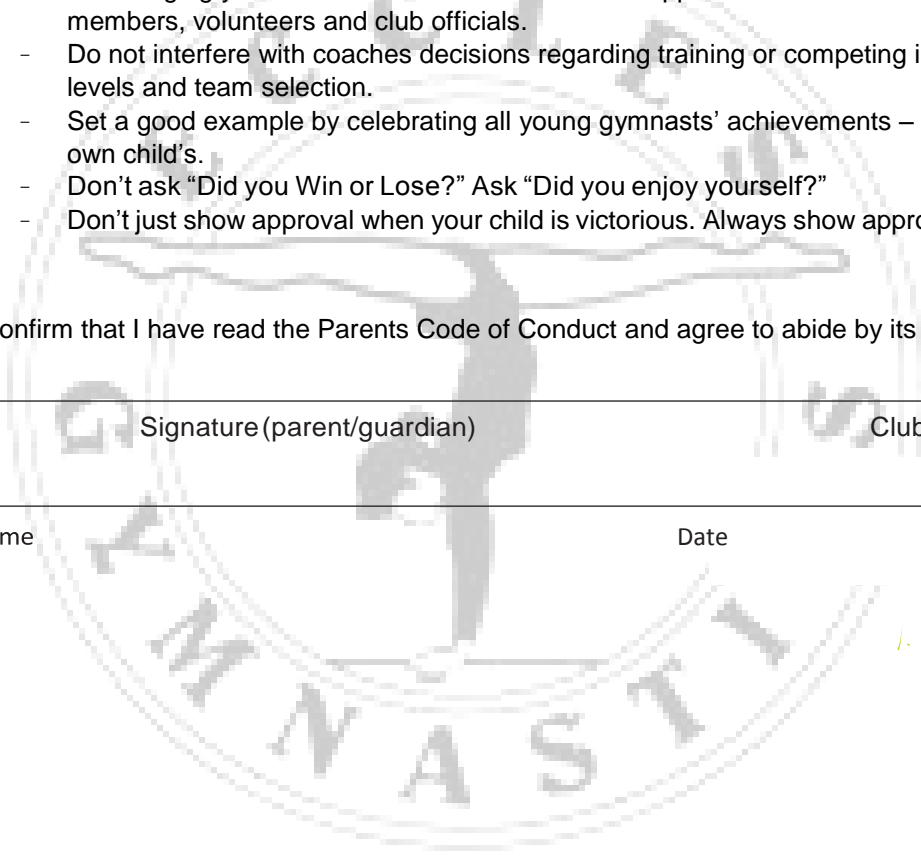 members, volunteers and club officials.
- Do not interfere with coaches decisions regarding training or competing i
levels and team selection.
- Set a good example by celebrating all young gymnasts’ achievements –
own child’s.
- Don’t ask “Did you Win or Lose?” Ask “Did you enjoy yourself?”
- Don’t just show approval when your child is victorious. Always show appro
onfirm that I have read the Parents Code of Conduct and agree to abide by its
Signature (parent/guardian) Club
me Date
ECCLES
GYMNASTI